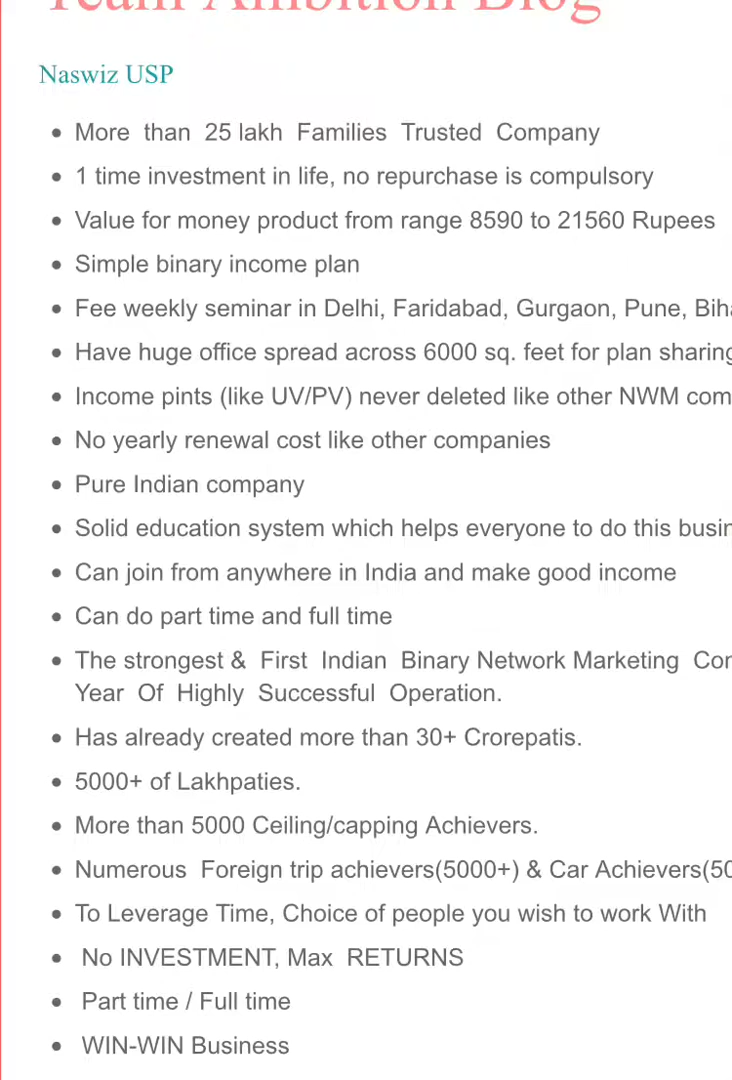 Team Ambition Blog
Naswiz USP
More than 25 lakh Families Trusted Company
1 time investment in life, no repurchase is compulsory
Value for money product from range 8590 to 21560 Rupees
Simple binary income plan
Fee weekly seminar in Delhi, Faridabad, Gurgaon, Pune,
Have huge office spread across 6000 sq. feet for plan sharing
Income pints (like UV/PV) never deleted like other NWM
No yearly renewal cost like other companies
Pure Indian company
Solid education system which helps everyone to do this
Can join from anywhere in India and make good income
Can do part time and full time
The strongest & First Indian Binary Network Marketing
Year Of Highly Successful Operation.
Has already created more than 30+ Crorepatis.
5000+ of Lakhpaties.
More than 5000 Ceiling/capping Achievers.
Numerous Foreign trip achievers(5000+) & Car
To Leverage Time, Choice of people you wish to work With
No INVESTMENT, Max RETURNS
Part time / Full time
WIN-WIN Business